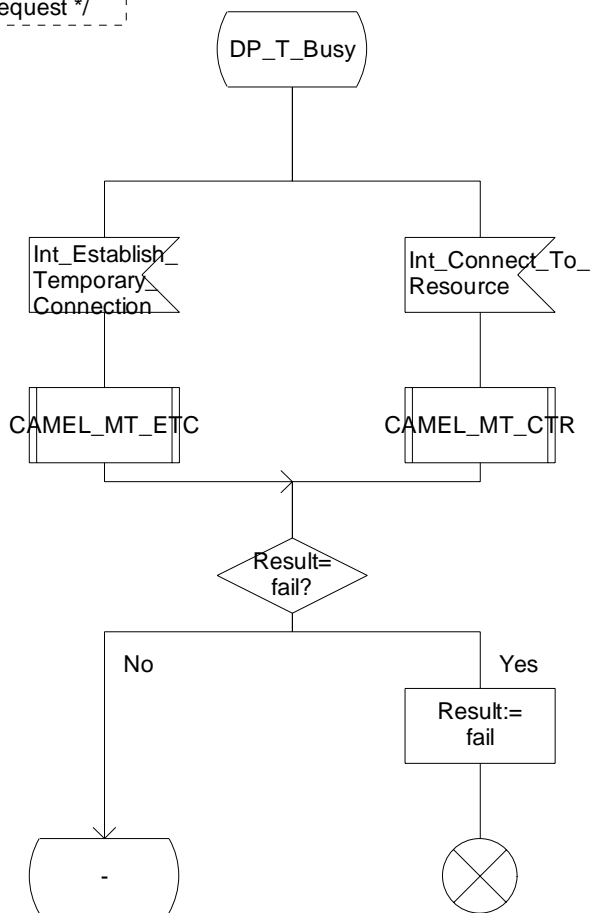 equest */
DP_T_Busy
Int_Establish_
Temporary_
Connection
Int_Connect_To_
Resource
CAMEL_MT_ETC
CAMEL_MT_CTR
Result=
fail?
No
Yes
Result:=
fail
-